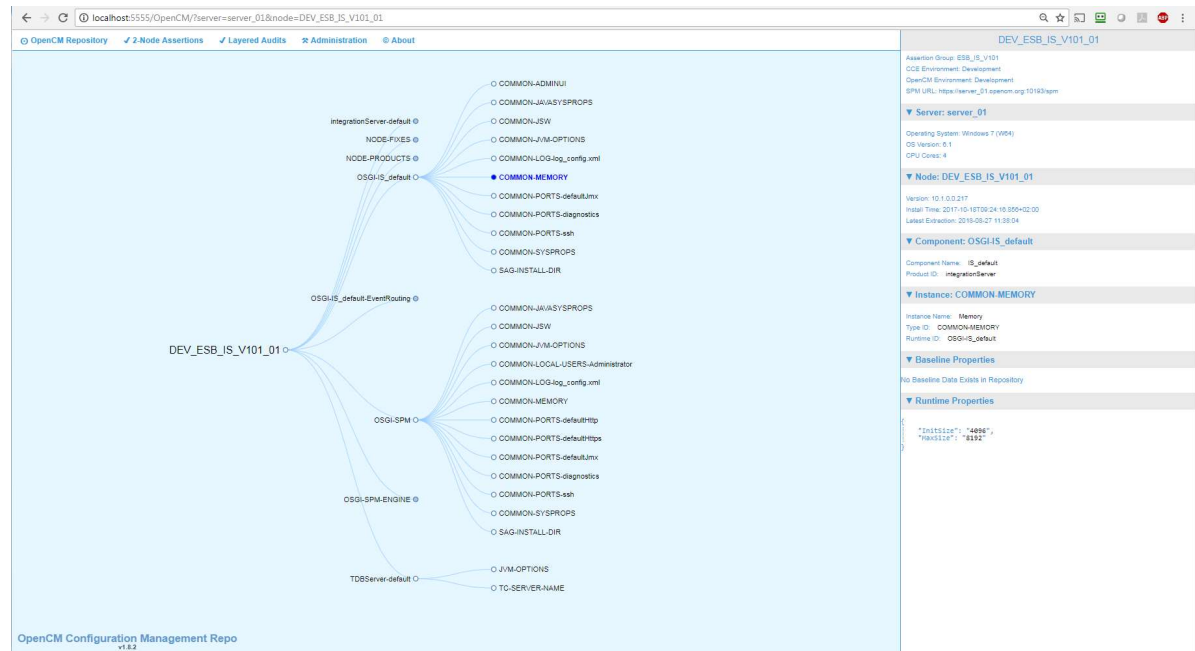 localhost:5555/OpenCM/?server=server_01&node=DEV_ESB_IS_V101_01
OpenCM Repository
2-Node Assertions
Layered Audits
Administration
About
COMMON-ADMINUI
COMMON-JAVASYSPROPS
integrationServer-default
COMMON-JSW
NODE-FIXES
COMMON-JVM-OPTIONS
NODE-PRODUCTS
COMMON-LOG-log_config.xml
OSGI-IS_default
COMMON-MEMORY
COMMON-PORTS-defaultJmx
COMMON-PORTS-diagnostics
COMMON-PORTS-ssh
COMMON-SYSPROPS
SAG-INSTALL-DIR
OSGI-IS_default-EventRouting
COMMON-JAVASYSPROPS
COMMON-JSW
DEV_ESB_IS_V101_01
COMMON-JVM-OPTIONS
COMMON-LOCAL-USERS-Administrator
COMMON-LOG-log_config.xml
COMMON-MEMORY
OSGI-SPM
COMMON-PORTS-defaultHttp
COMMON-PORTS-defaultHttps
COMMON-PORTS-defaultJmx
COMMON-PORTS-diagnostics
OSGI-SPM-ENGINE
COMMON-PORTS-ssh
COMMON-SYSPROPS
SAG-INSTALL-DIR
JVM-OPTIONS
TDBServer-default
TC-SERVER-NAME
OpenCM Configuration Management Repo
v1.8.2
DEV_ESB_IS_V101_01
Assertion Group: ESB_IS_V101
CCE Environment: Development
OpenCM Environment: Development
SPM URL: https://server_01.opencm.org:10193/spm
▼ Server: server_01
Operating System: Windows 7 (W64)
OS Version: 6.1
CPU Cores: 4
▼ Node: DEV_ESB_IS_V101_01
Version: 10.1.0.0.217
Install Time: 2017-10-18T09:24:16.856+02:00
Latest Extraction: 2018-08-27 11:38:04
▼ Component: OSGI-IS_default
Component Name: IS_default
Product ID: integrationServer
▼ Instance: COMMON-MEMORY
Instance Name: Memory
Type ID: COMMON-MEMORY
Runtime ID: OSGI-IS_default
▼ Baseline Properties
No Baseline Data Exists in Repository
▼ Runtime Properties
{
"InitSize": "4096",
"MaxSize": "8192"
}